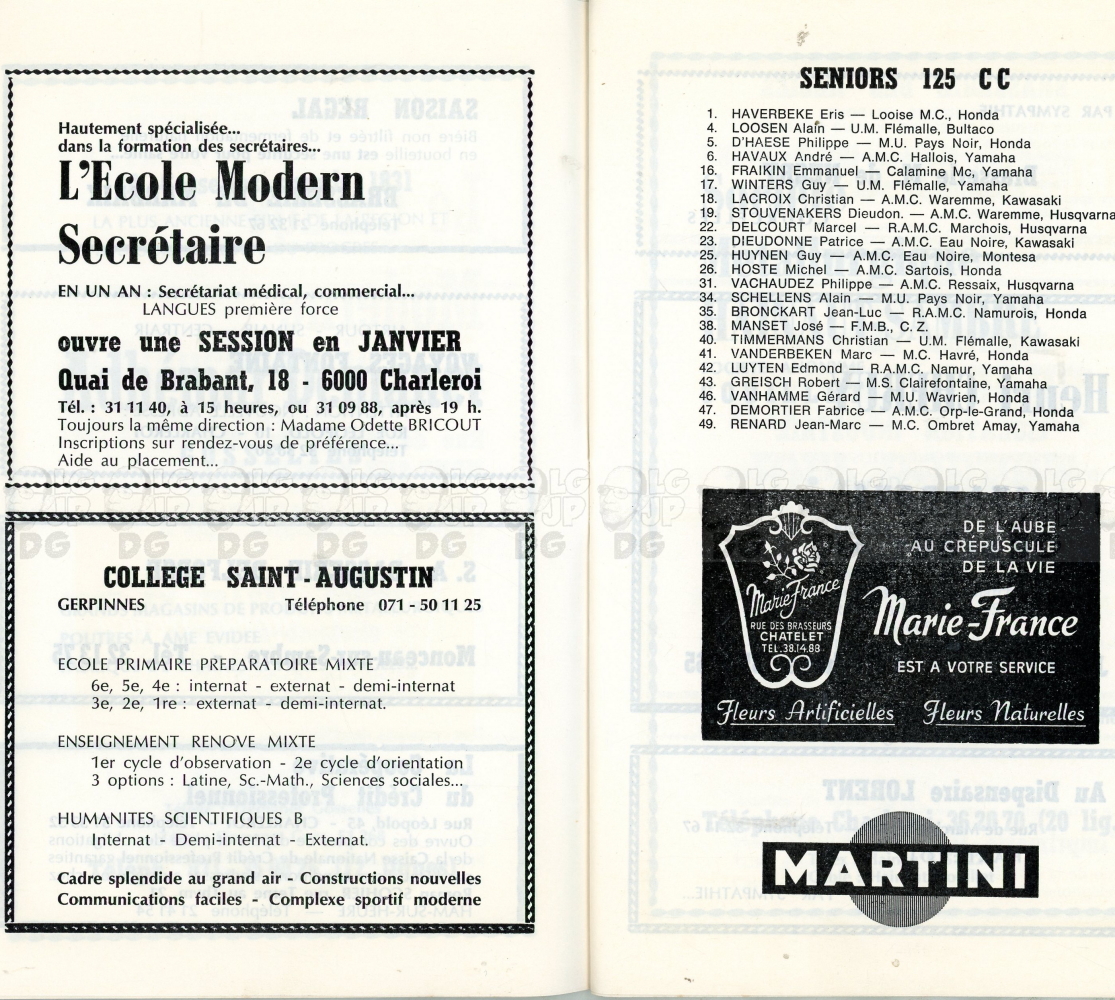 Hautement spécialisée...
dans la formation des secrétaires...
L'Ecole Modern
Secrétaire
EN UN AN : Secrétariat médical, commercial...
LANGUES première force
ouvre une SESSION en JANVIER
Quai de Brabant, 18 - 6000 Charleroi
Tél. : 31 11 40, à 15 heures, ou 31 09 88, après 19 h.
Toujours la même direction : Madame Odette BRICOUT
Inscriptions sur rendez-vous de préférence...
Aide au placement...
COLLEGE SAINT-AUGUSTIN
GERPINNES Téléphone 071 - 50 11 25
ECOLE PRIMAIRE PREPARATOIRE MIXTE
6e, 5e, 4e : internat - externat - demi-internat
3e, 2e, 1re : externat - demi-internat.
ENSEIGNEMENT RENOVE MIXTE
1er cycle d'observation - 2e cycle d'orientation
3 options : Latine, Sc.-Math., Sciences sociales...
HUMANITES SCIENTIFIQUES B
Internat - Demi-internat - Externat.
Cadre splendide au grand air - Constructions nouvelles
Communications faciles - Complexe sportif moderne
SENIORS 125 CC
1. HAVERBEKE Eris — Looise M.C., Honda
4. LOOSEN Alain — U.M. Flémalle, Bultaco
5. D'HAESE Philippe — M.U. Pays Noir, Honda
6. HAVAUX André — A.M.C. Hallois, Yamaha
16. FRAIKIN Emmanuel — Calamine Mc, Yamaha
17. WINTERS Guy — U.M. Flémalle, Yamaha
18. LACROIX Christian — A.M.C. Waremme, Kawasaki
19. STOUVENAKERS Dieudon. — A.M.C. Waremme, Husqvarna
22. DELCOURT Marcel — R.A.M.C. Marchois, Husqvarna
23. DIEUDONNE Patrice — A.M.C. Eau Noire, Kawasaki
25. HUYNEN Guy — A.M.C. Eau Noire, Montesa
26. HOSTE Michel — A.M.C. Sartois, Honda
31. VACHAUDEZ Philippe — A.M.C. Ressaix, Husqvarna
34. SCHELLENS Alain — M.U. Pays Noir, Yamaha
35. BRONCKART Jean-Luc — R.A.M.C. Namurois, Honda
38. MANSET José — F.M.B., C. Z.
40. TIMMERMANS Christian — U.M. Flémalle, Kawasaki
41. VANDERBEKEN Marc — M.C. Havré, Honda
42. LUYTEN Edmond — R.A.M.C. Namur, Yamaha
43. GREISCH Robert — M.S. Clairefontaine, Yamaha
46. VANHAMME Gérard — M.U. Wavrien, Honda
47. DEMORTIER Fabrice — A.M.C. Orp-le-Grand, Honda
49. RENARD Jean-Marc — M.C. Ombret Amay, Yamaha
Marie France
RUE DES BRASSEURS
CHATELET
TEL.38.14.88
DE L'AUBE
AU CRÉPUSCULE
DE LA VIE
Marie-France
EST A VOTRE SERVICE
Fleurs Artificielles Fleurs Naturelles
MARTINI